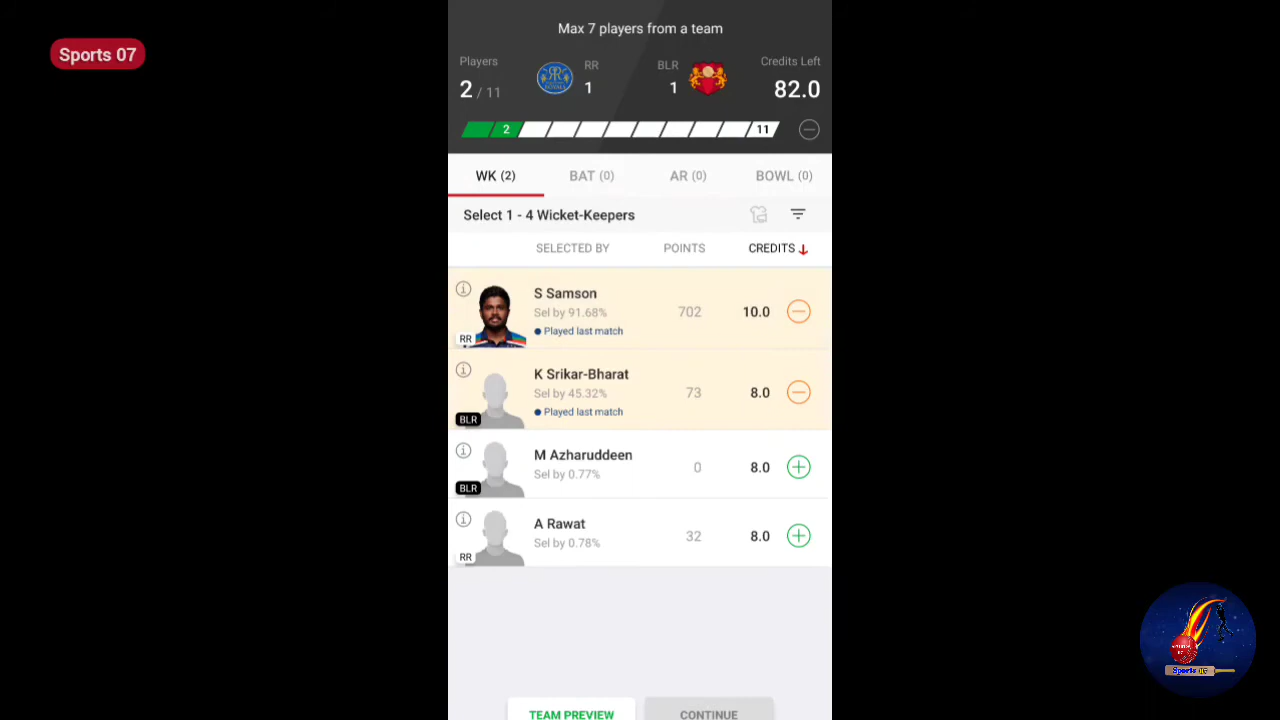 Sports 07
Max 7 players from a team
Players
RR
BLR
Credits Left
2 / 11
1
1
82.0
2
11
WK (2)
BAT (0)
AR (0)
BOWL (0)
Select 1 - 4 Wicket-Keepers
SELECTED BY
POINTS
CREDITS
S Samson
Sel by 91.68%
702
10.0
Played last match
RR
K Srikar-Bharat
Sel by 45.32%
73
8.0
Played last match
BLR
M Azharuddeen
Sel by 0.77%
0
8.0
BLR
A Rawat
Sel by 0.78%
32
8.0
RR
Sports 07
TEAM PREVIEW
CONTINUE